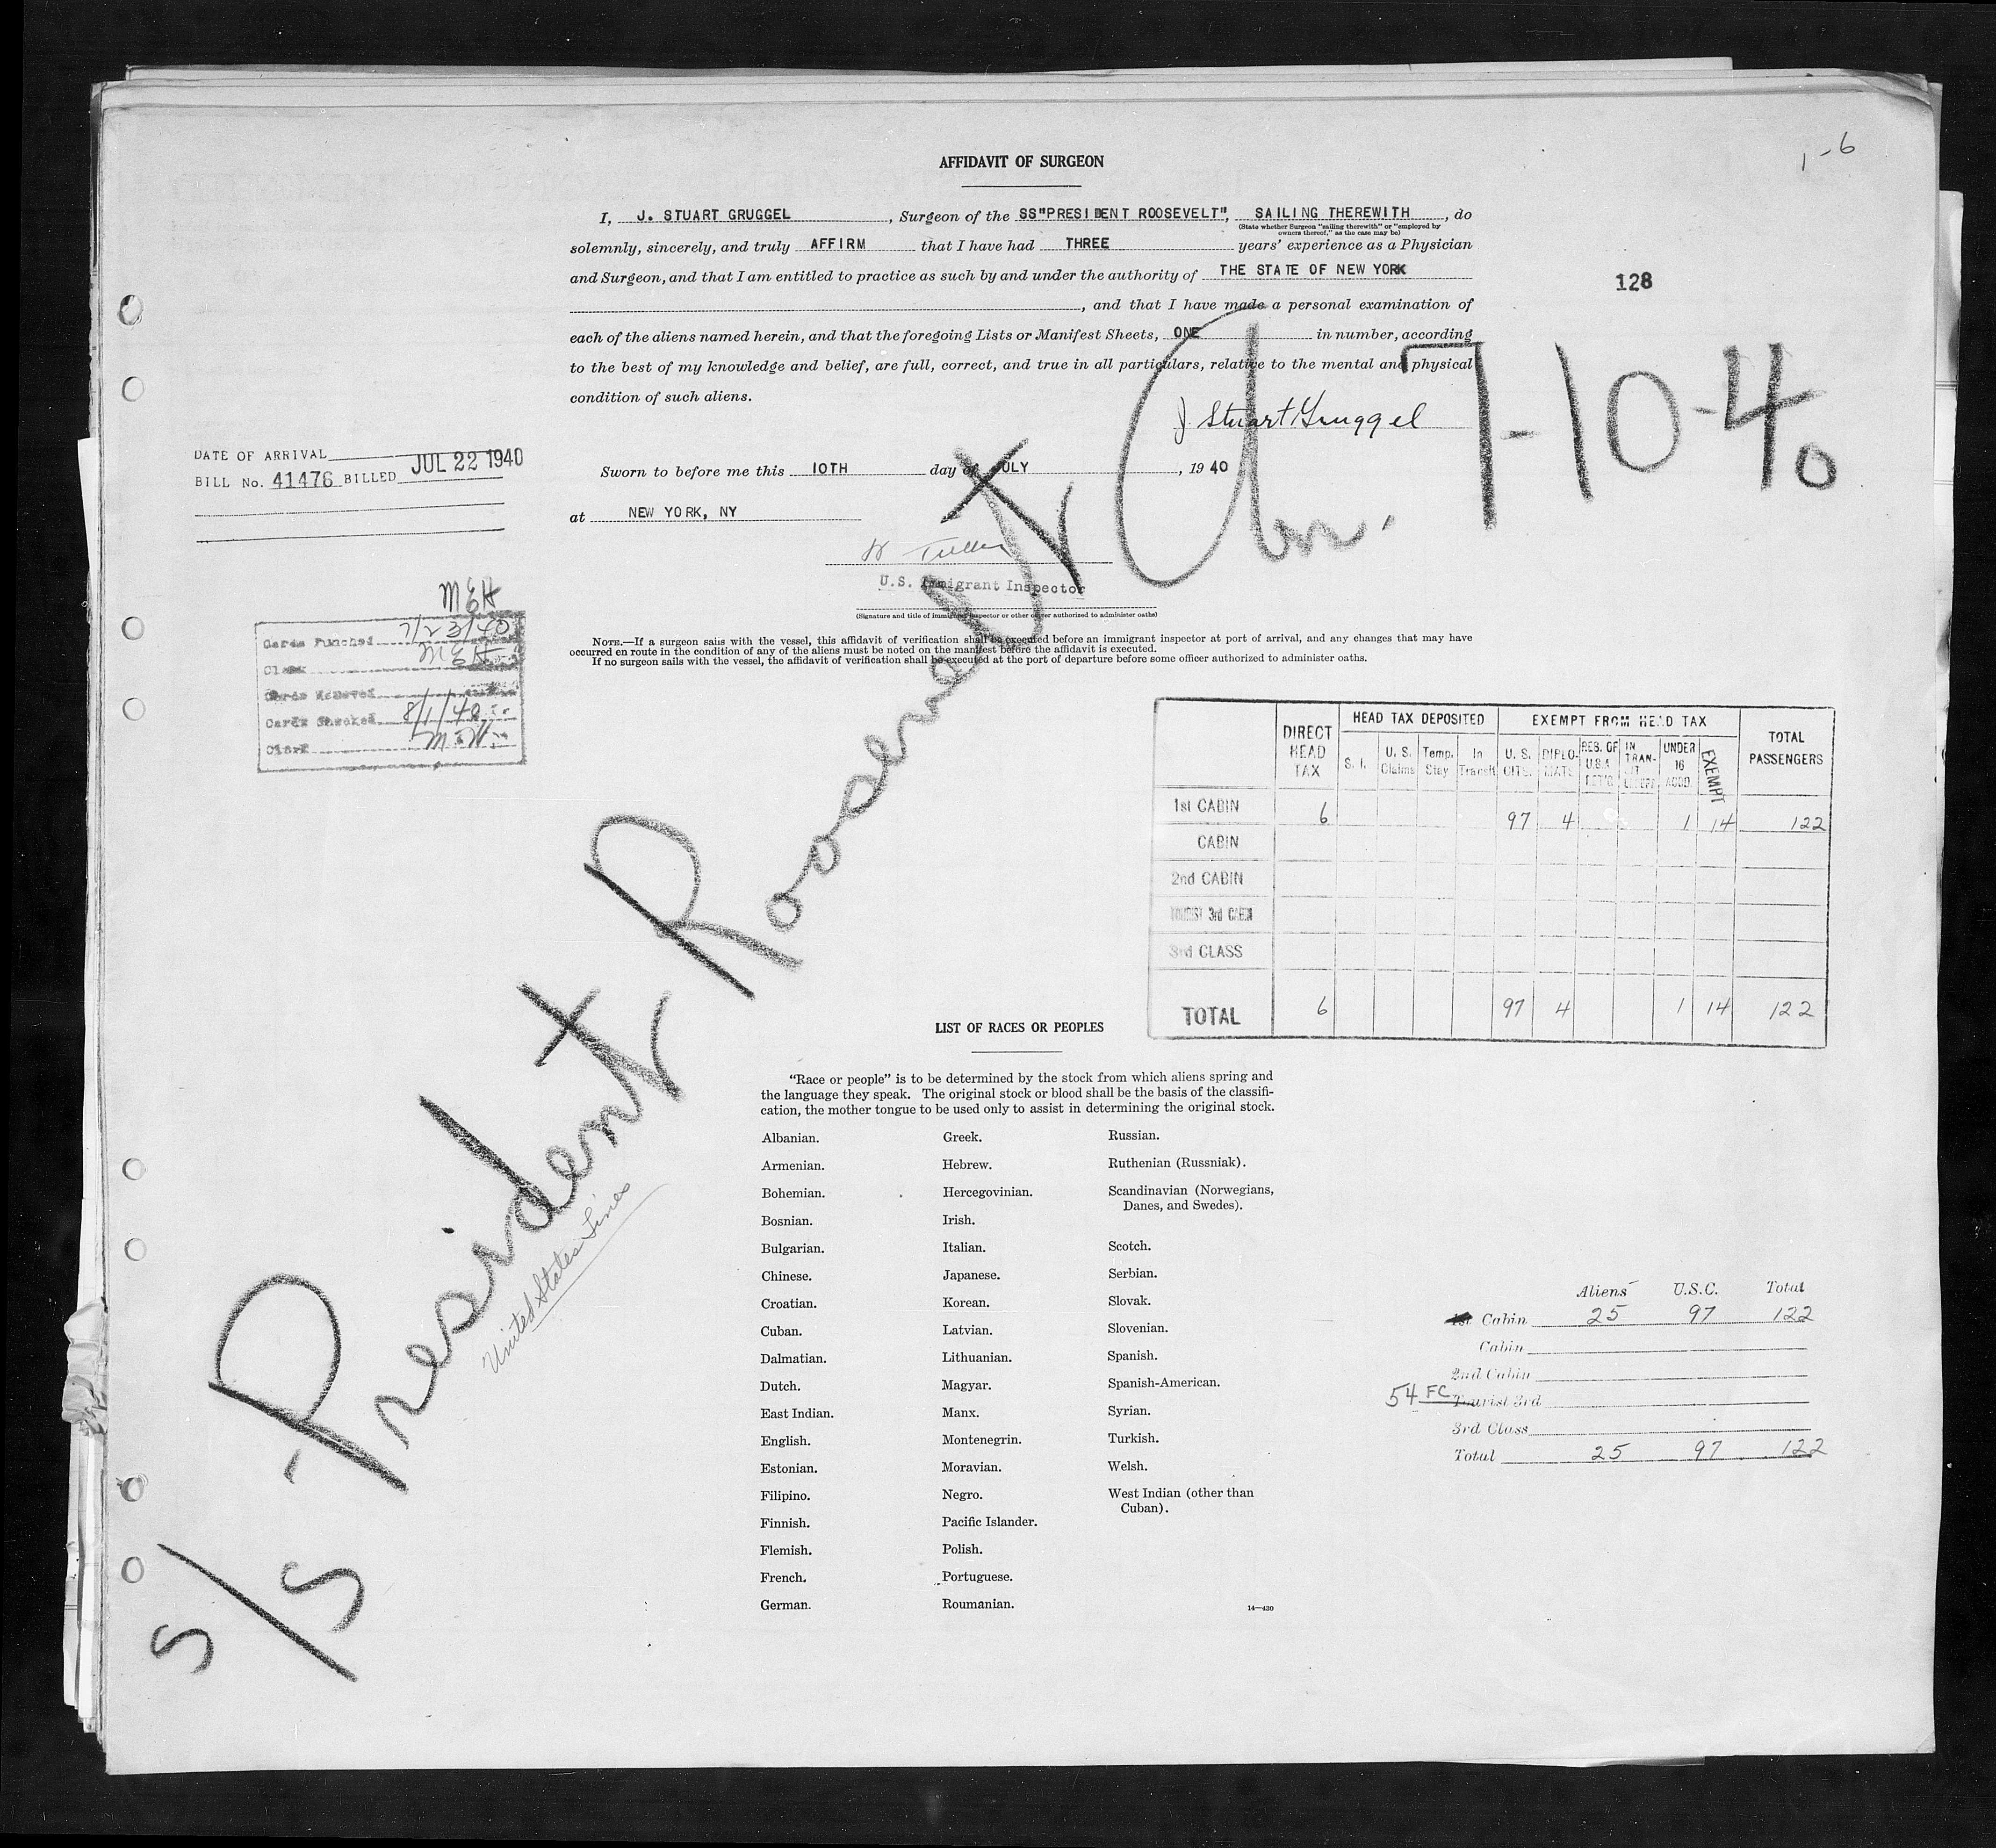 1-6
AFFIDAVIT OF SURGEON
I, J. STUART GRUGGEL, Surgeon of the SS"PRESIDENT ROOSEVELT", SAILING THEREWITH, do
(State whether Surgeon "sailing therewith" or "employed by
owners thereof," as the case may be)
solemnly, sincerely, and truly AFFIRM that I have had THREE years' experience as a Physician
and Surgeon, and that I am entitled to practice as such by and under the authority of THE STATE OF NEW YORK
, and that I have made a personal examination of
128
each of the aliens named herein, and that the foregoing Lists or Manifest Sheets, ONE in number, according
to the best of my knowledge and belief, are full, correct, and true in all particulars, relative to the mental and physical
condition of such aliens.
J Stuart Gruggel
7-10-40
Sworn to before me this 10TH day of JULY, 1940
at NEW YORK, NY
U.S. Immigrant Inspector
(Signature and title of immigrant inspector or other officer authorized to administer oaths)
NOTE.—If a surgeon sails with the vessel, this affidavit of verification shall be executed before an immigrant inspector at port of arrival, and any changes that may have
occurred en route in the condition of any of the aliens must be noted on the manifest before the affidavit is executed.
If no surgeon sails with the vessel, the affidavit of verification shall be executed at the port of departure before some officer authorized to administer oaths.
DATE OF ARRIVAL
BILL No. 41476 BILLED JUL 22 1940
MEH
Cards Punched 7/23/40
Clerk MEH
Cards Removed
Cards Checked 8/1/40
Clerk
S/S President Roosevelt
United States Lines
DIRECT HEAD TAX
HEAD TAX DEPOSITED
EXEMPT FROM HEAD TAX
TOTAL PASSENGERS
S. I. U. S. Claims Temp. Stay In Transit U. S. CITS. DIPLOMATS RES. OF U.S.A. RET'G IN TRANSIT UNDER 16 ACCD. EXEMPT
1st CABIN 6 97 4 1 14 122
CABIN
2nd CABIN
TOURIST 3rd CABIN
3rd CLASS
TOTAL 6 97 4 1 14 122
LIST OF RACES OR PEOPLES
"Race or people" is to be determined by the stock from which aliens spring and
the language they speak. The original stock or blood shall be the basis of the classifi-
cation, the mother tongue to be used only to assist in determining the original stock.
Albanian.
Armenian.
Bohemian.
Bosnian.
Bulgarian.
Chinese.
Croatian.
Cuban.
Dalmatian.
Dutch.
East Indian.
English.
Estonian.
Filipino.
Finnish.
Flemish.
French.
German.
Greek.
Hebrew.
Hercegovinian.
Irish.
Italian.
Japanese.
Korean.
Latvian.
Lithuanian.
Magyar.
Manx.
Montenegrin.
Moravian.
Negro.
Pacific Islander.
Polish.
Portuguese.
Roumanian.
Russian.
Ruthenian (Russniak).
Scandinavian (Norwegians,
Danes, and Swedes).
Scotch.
Serbian.
Slovak.
Slovenian.
Spanish.
Spanish-American.
Syrian.
Turkish.
Welsh.
West Indian (other than
Cuban).
14—430
Aliens U.S.C. Total
1st Cabin 25 97 122
Cabin
2nd Cabin
54 FC Tourist 3rd
3rd Class
Total 25 97 122